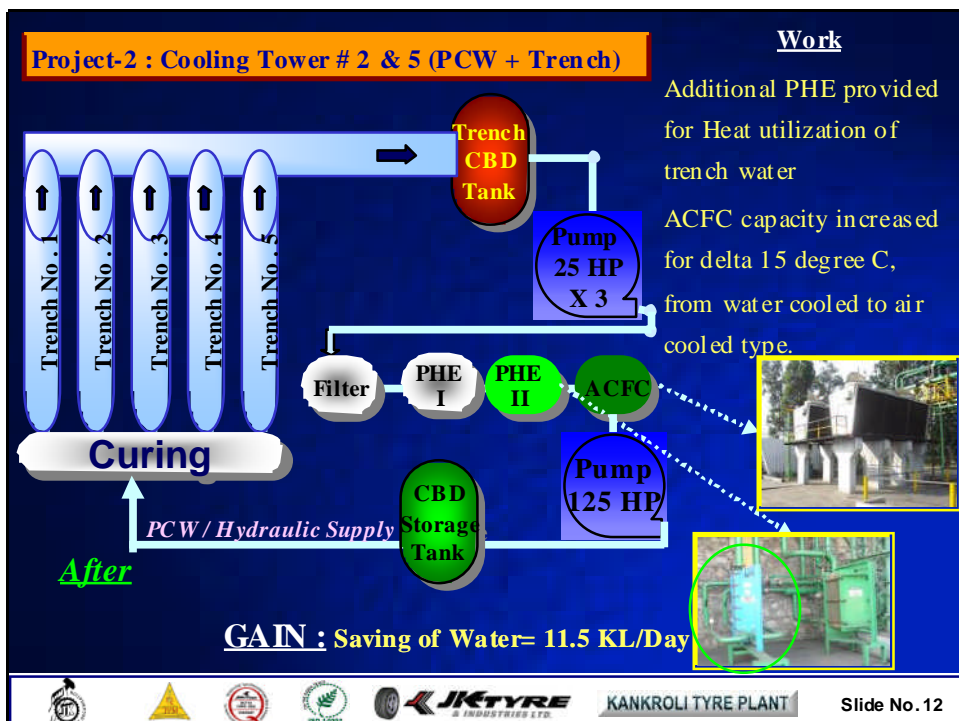 Project-2 : Cooling Tower # 2 & 5 (PCW + Trench)
Work
Additional PHE provided
for Heat utilization of
trench water
ACFC capacity increased
for delta 15 degree C,
from water cooled to air
cooled type.
Trench
CBD
Tank
Trench No. 1
Trench No. 2
Trench No. 3
Trench No. 4
Trench No. 5
Pump
25 HP
X 3
Filter
PHE
I
PHE
II
ACFC
Curing
Pump
125 HP
CBD
Storage
Tank
PCW / Hydraulic Supply
After
GAIN : Saving of Water= 11.5 KL/Day
JK TYRE
& INDUSTRIES LTD.
KANKROLI TYRE PLANT
Slide No. 12